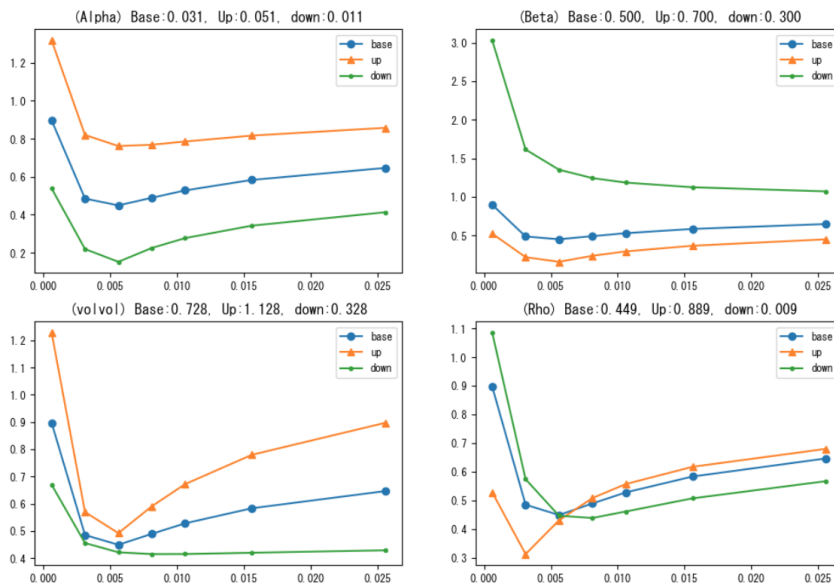 (Alpha) Base:0.031, Up:0.051, down:0.011
1.2
1.0
0.8
0.6
0.4
0.2
base
up
down
0.000 0.005 0.010 0.015 0.020 0.025
(Beta) Base:0.500, Up:0.700, down:0.300
3.0
2.5
2.0
1.5
1.0
0.5
base
up
down
0.000 0.005 0.010 0.015 0.020 0.025
(volvol) Base:0.728, Up:1.128, down:0.328
1.2
1.1
1.0
0.9
0.8
0.7
0.6
0.5
0.4
base
up
down
0.000 0.005 0.010 0.015 0.020 0.025
(Rho) Base:0.449, Up:0.889, down:0.009
1.1
1.0
0.9
0.8
0.7
0.6
0.5
0.4
0.3
base
up
down
0.000 0.005 0.010 0.015 0.020 0.025